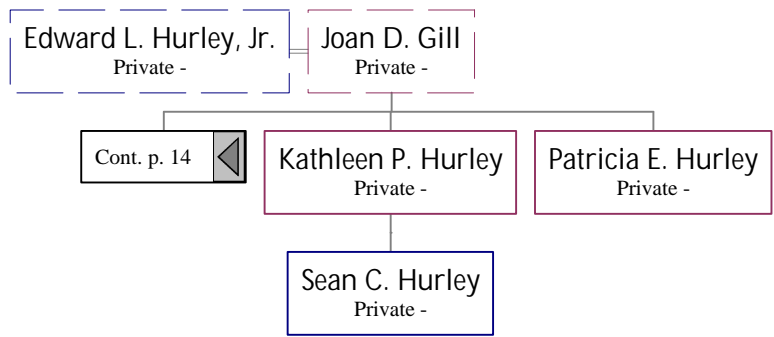 Edward L. Hurley, Jr.
Private -
Joan D. Gill
Private -
Cont. p. 14
Kathleen P. Hurley
Private -
Patricia E. Hurley
Private -
Sean C. Hurley
Private -